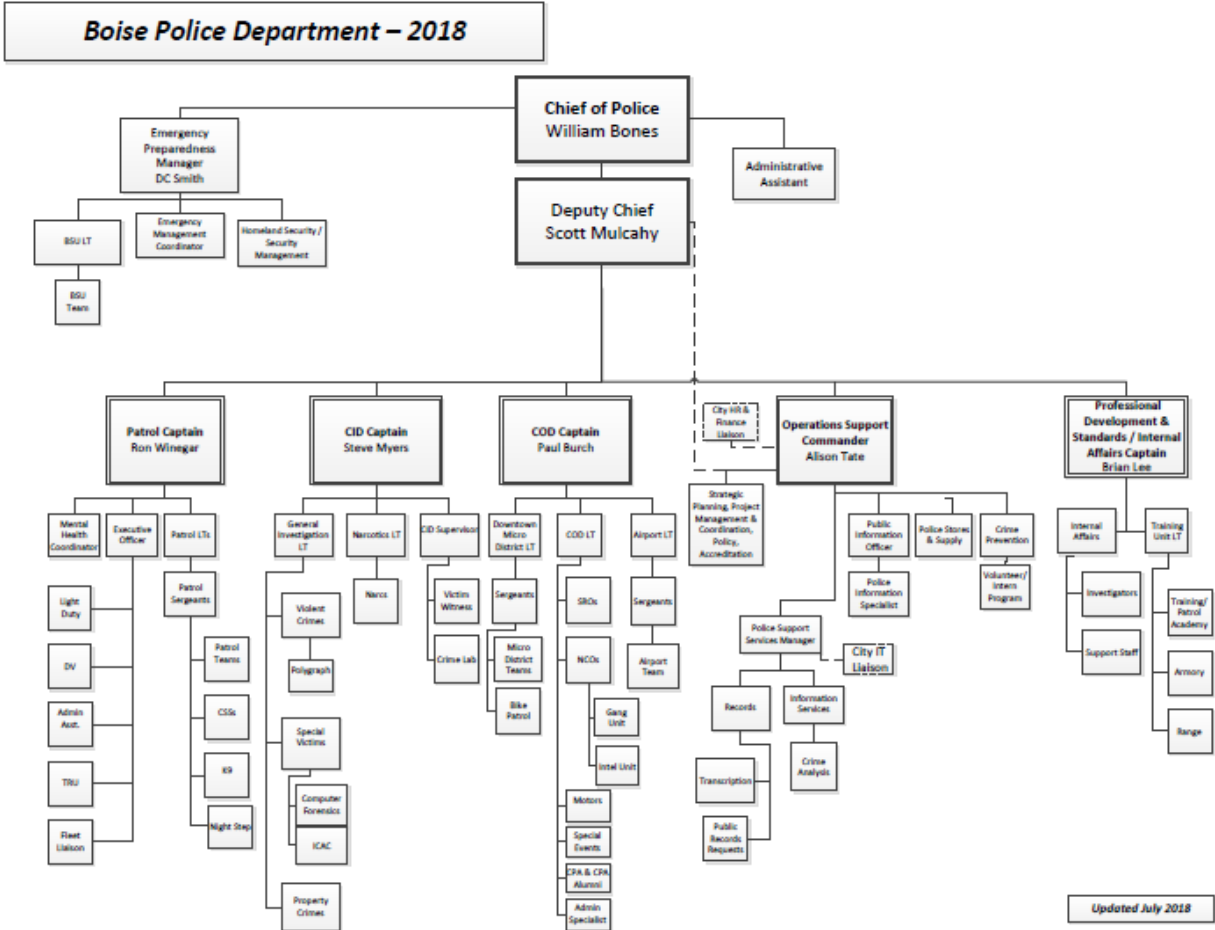 Boise Police Department – 2018
Chief of Police
William Bones
Emergency
Preparedness
Manager
DC Smith
Administrative
Assistant
Deputy Chief
Scott Mulcahy
BSU LT
Emergency
Management
Coordinator
Homeland Security /
Security
Management
BSU
Team
Patrol Captain
Ron Winegar
CID Captain
Steve Myers
COD Captain
Paul Burch
City HR &
Finance
Liaison
Operations Support
Commander
Alison Tate
Professional
Development &
Standards / Internal
Affairs Captain
Brian Lee
Mental
Health
Coordinator
Executive
Officer
Patrol LTs
General
Investigation
LT
Narcotics LT
CID Supervisor
Downtown
Micro
District LT
COD LT
Airport LT
Strategic
Planning, Project
Management &
Coordination,
Policy,
Accreditation
Public
Information
Officer
Police Stores
& Supply
Crime
Prevention
Internal
Affairs
Training
Unit LT
Light
Duty
Patrol
Sergeants
Violent
Crimes
Narcs
Victim
Witness
Sergeants
SROs
Sergeants
Police
Information
Specialist
Volunteer/
Intern
Program
Investigators
Training/
Patrol
Academy
DV
Patrol
Teams
Polygraph
Crime Lab
Micro
District
Teams
NCOs
Airport
Team
Police Support
Services Manager
City IT
Liaison
Support Staff
Armory
Admin
Asst.
CSSs
Special
Victims
Bike
Patrol
Gang
Unit
Records
Information
Services
Range
TRU
K9
Computer
Forensics
Intel Unit
Transcription
Crime
Analysis
Fleet
Liaison
Night Step
ICAC
Motors
Special
Events
Public
Records
Requests
Property
Crimes
CPA & CPA
Alumni
Admin
Specialist
Updated July 2018